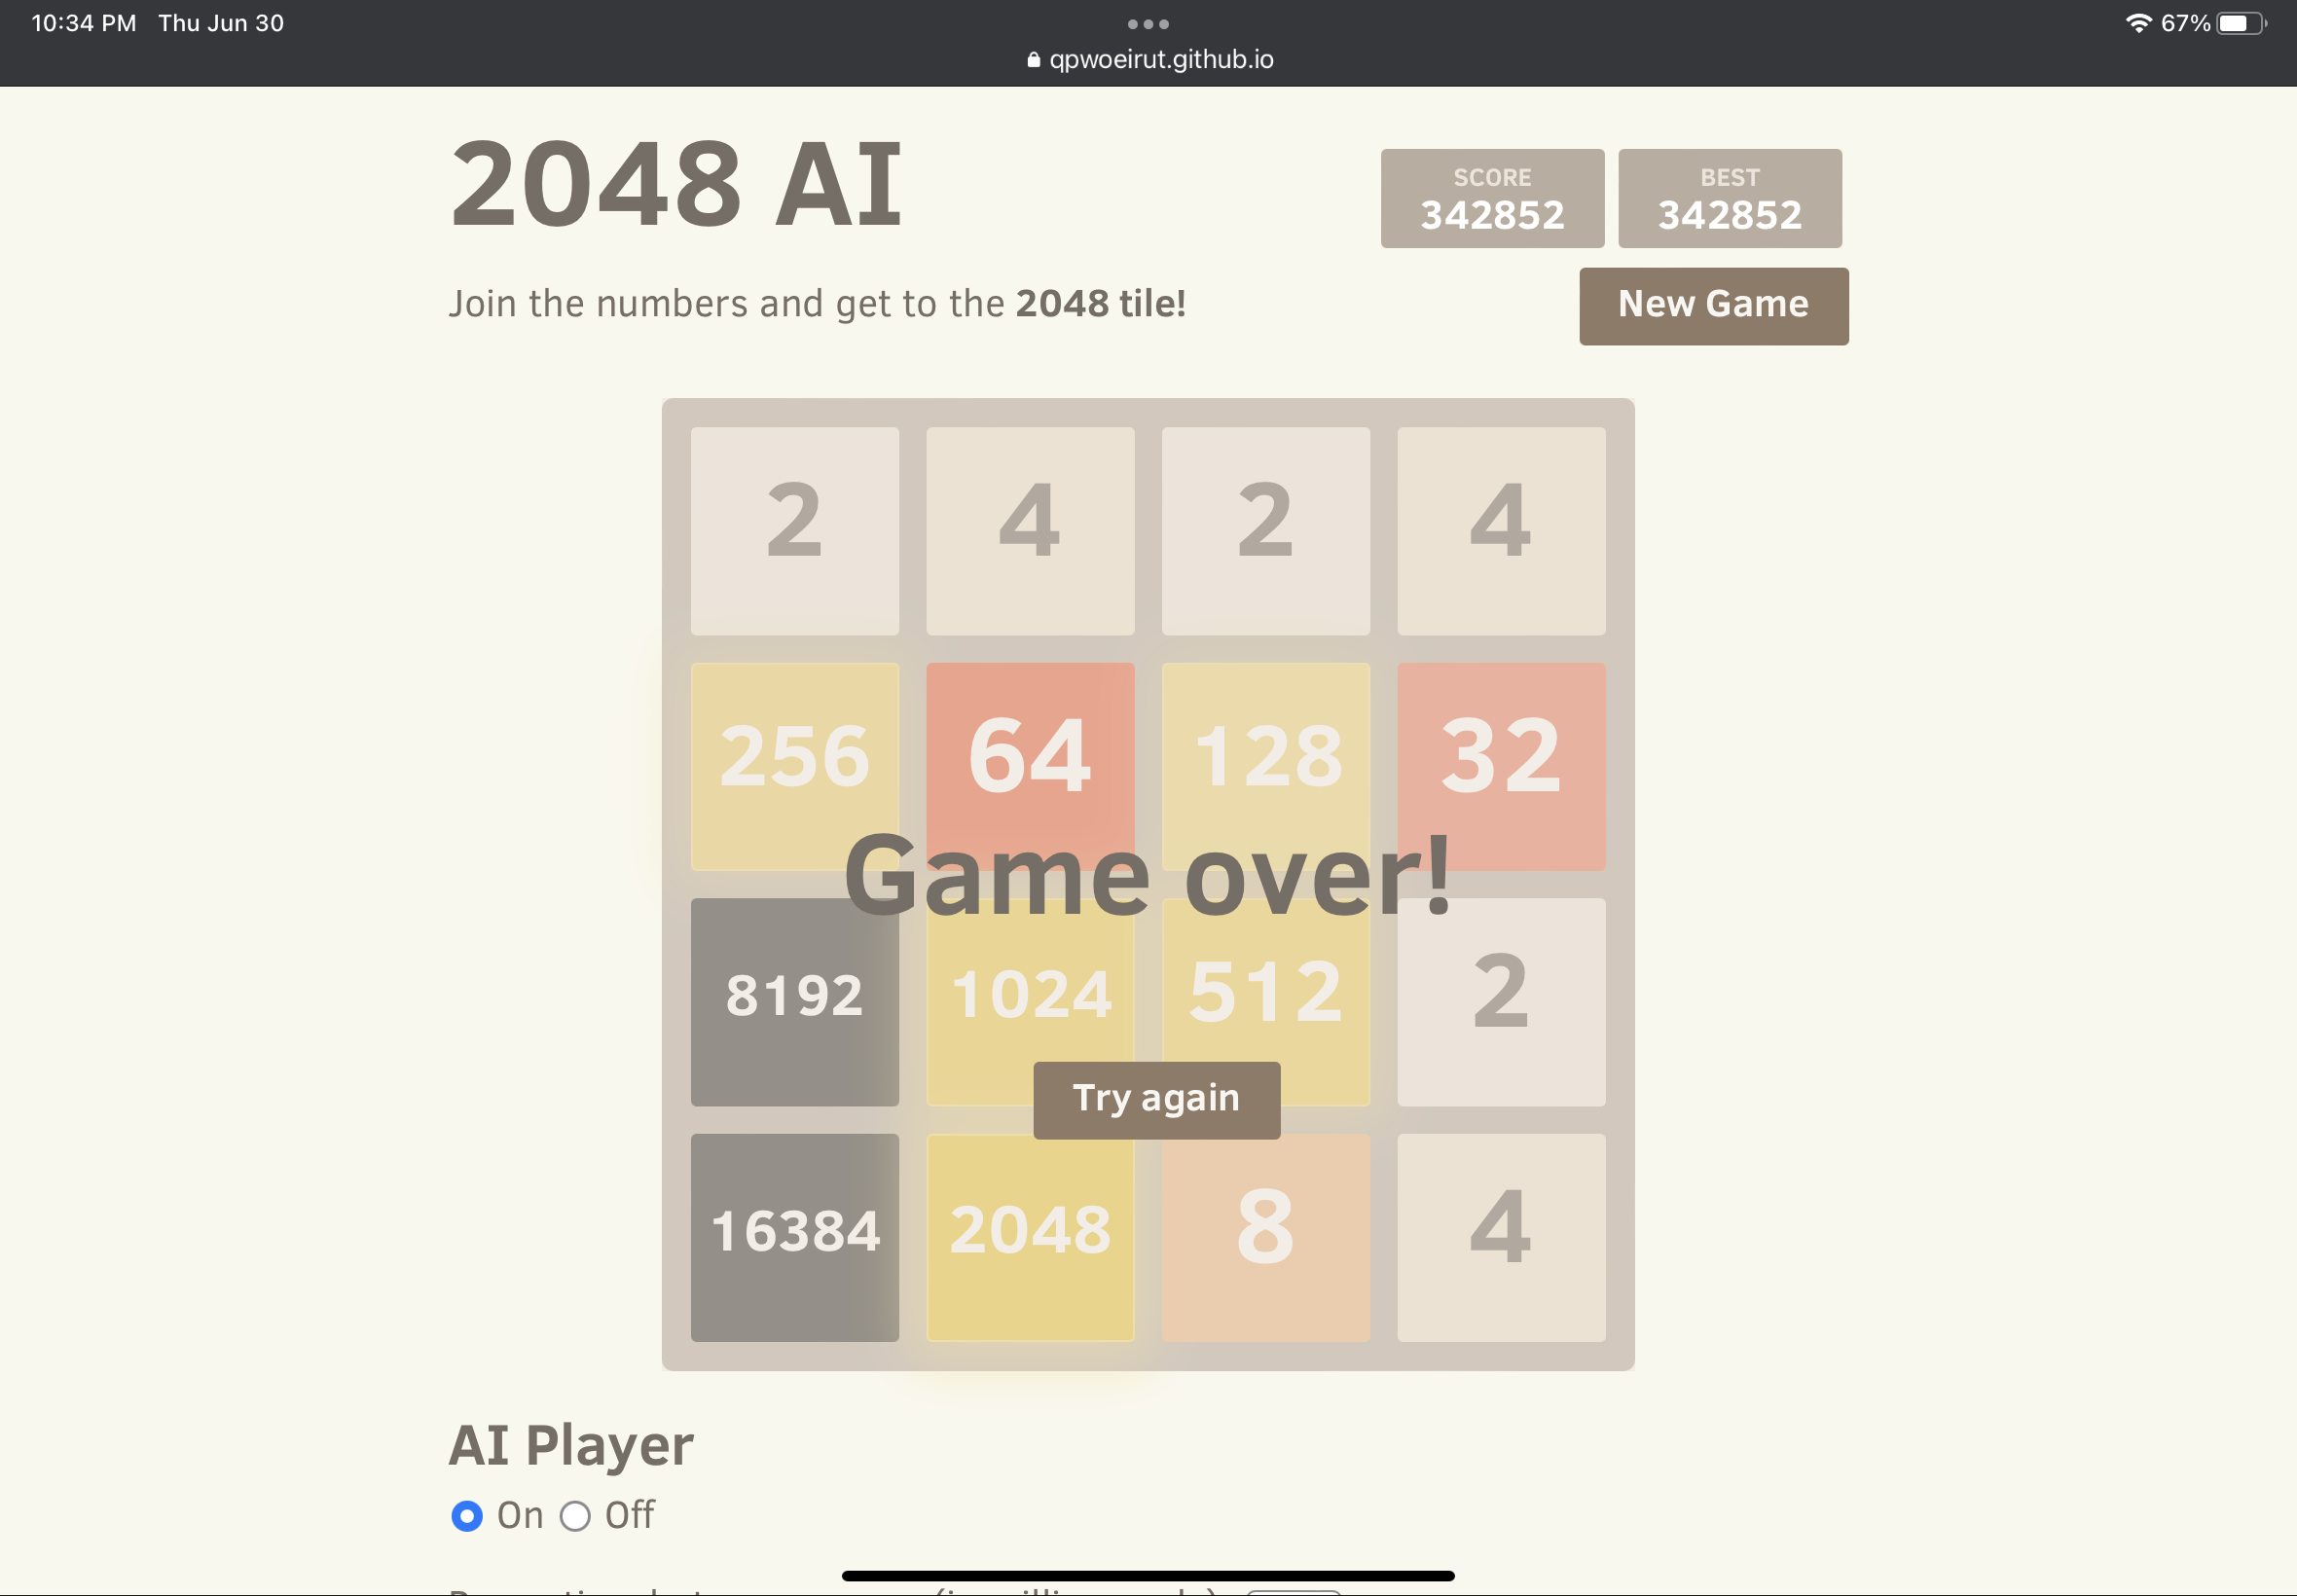 10:34 PM Thu Jun 30
67%
qpwoeirut.github.io
2048 AI
SCORE
342852
BEST
342852
Join the numbers and get to the 2048 tile!
New Game
2 4 2 4
256 64 128 32
Game over!
8192 1024 512 2
Try again
16384 2048 8 4
AI Player
On Off